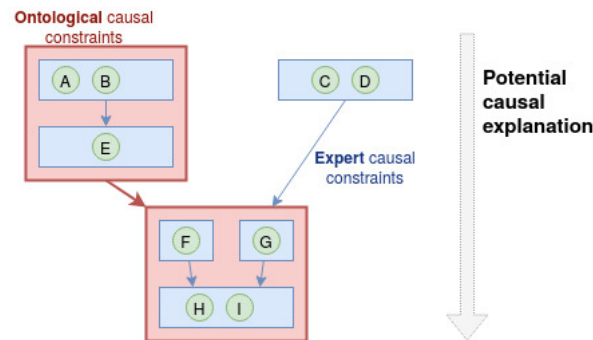 Ontological causal
constraints
A B
C D
E
Potential
causal
explanation
Expert causal
constraints
F G
H I